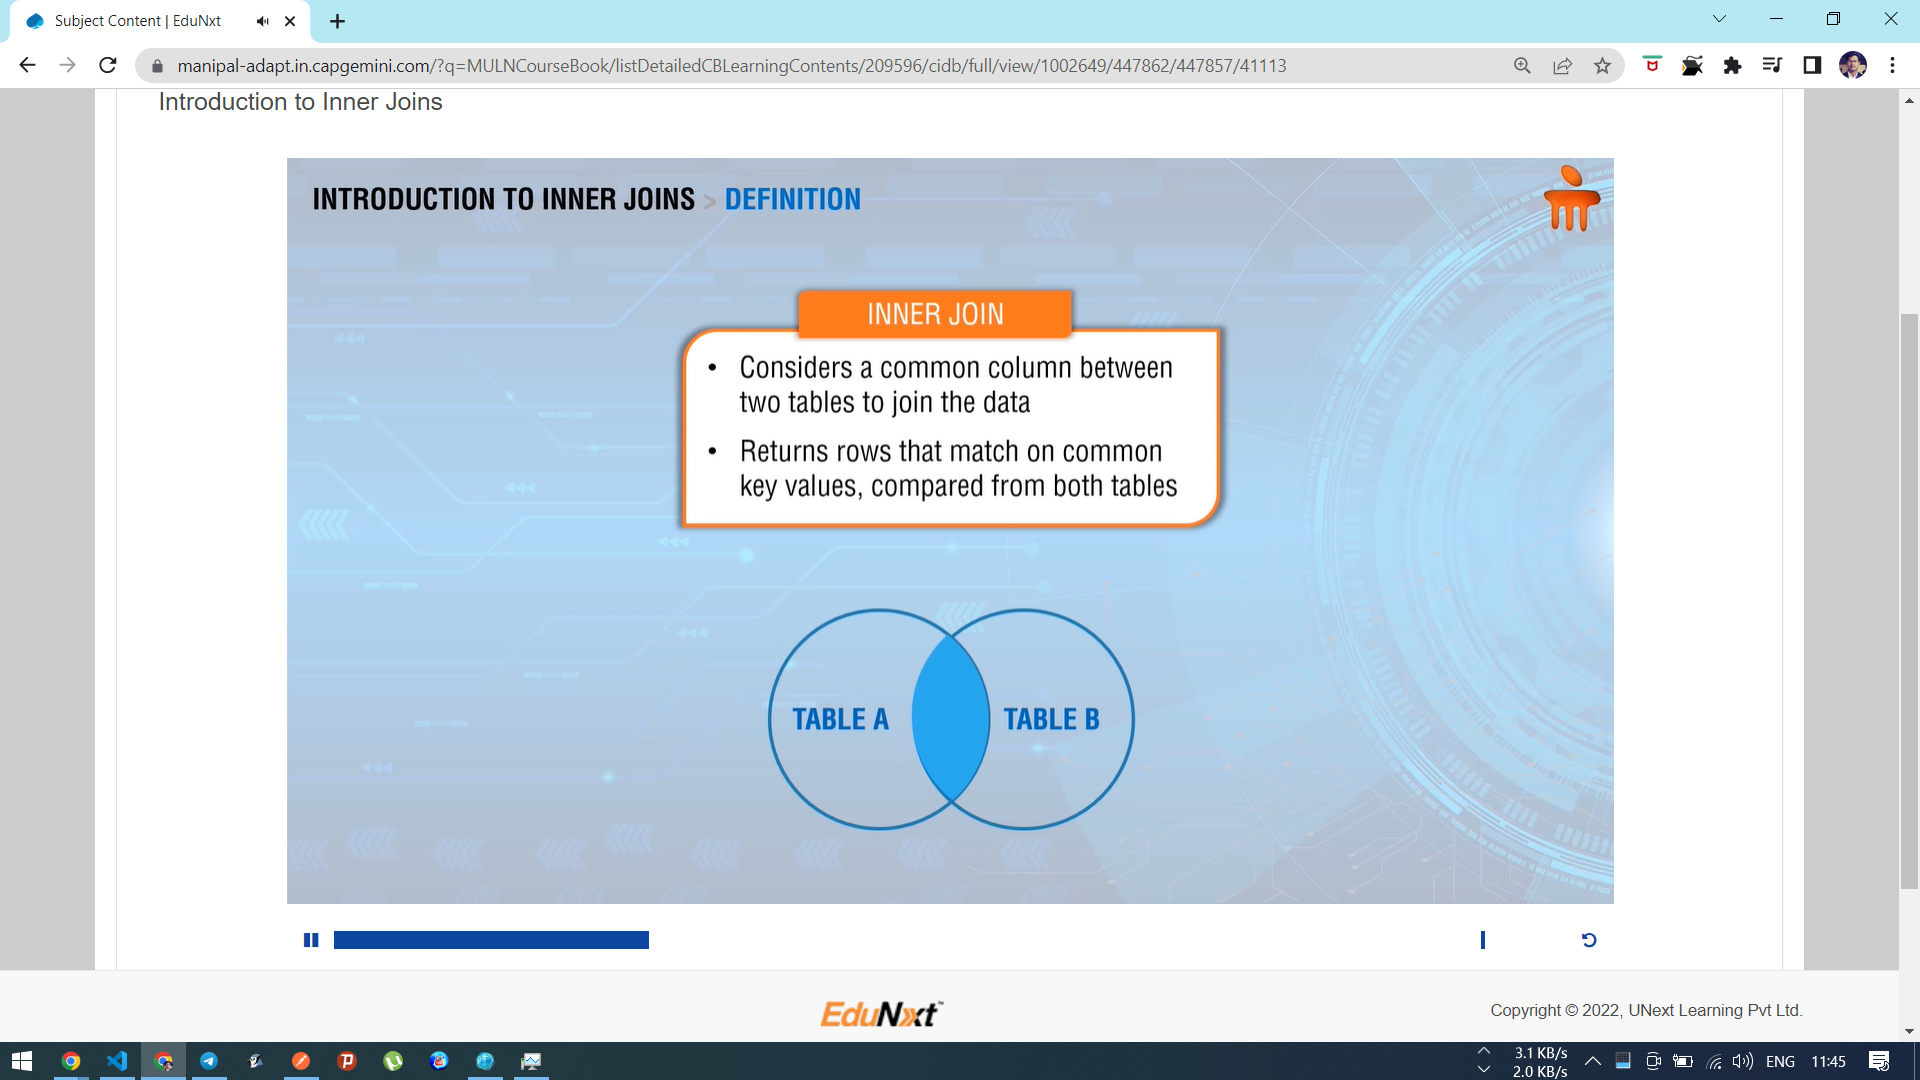 Subject Content | EduNxt
manipal-adapt.in.capgemini.com/?q=MULNCourseBook/listDetailedCBLearningContents/209596/cidb/full/view/1002649/447862/447857/41113
Introduction to Inner Joins
INTRODUCTION TO INNER JOINS > DEFINITION
INNER JOIN
• Considers a common column between
two tables to join the data
• Returns rows that match on common
key values, compared from both tables
TABLE A
TABLE B
EduNxt™
Copyright © 2022, UNext Learning Pvt Ltd.
3.1 KB/s
2.0 KB/s
ENG
11:45